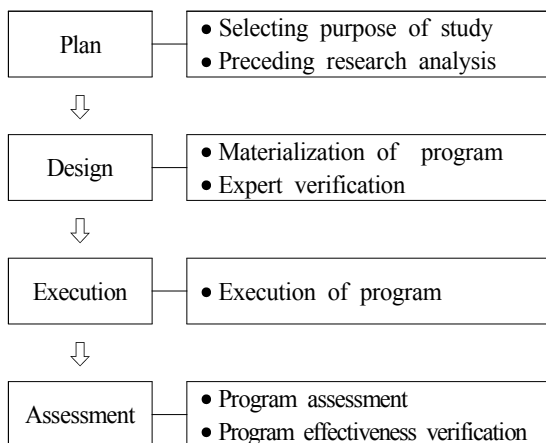 Plan
• Selecting purpose of study
• Preceding research analysis
Design
• Materialization of program
• Expert verification
Execution
• Execution of program
Assessment
• Program assessment
• Program effectiveness verification